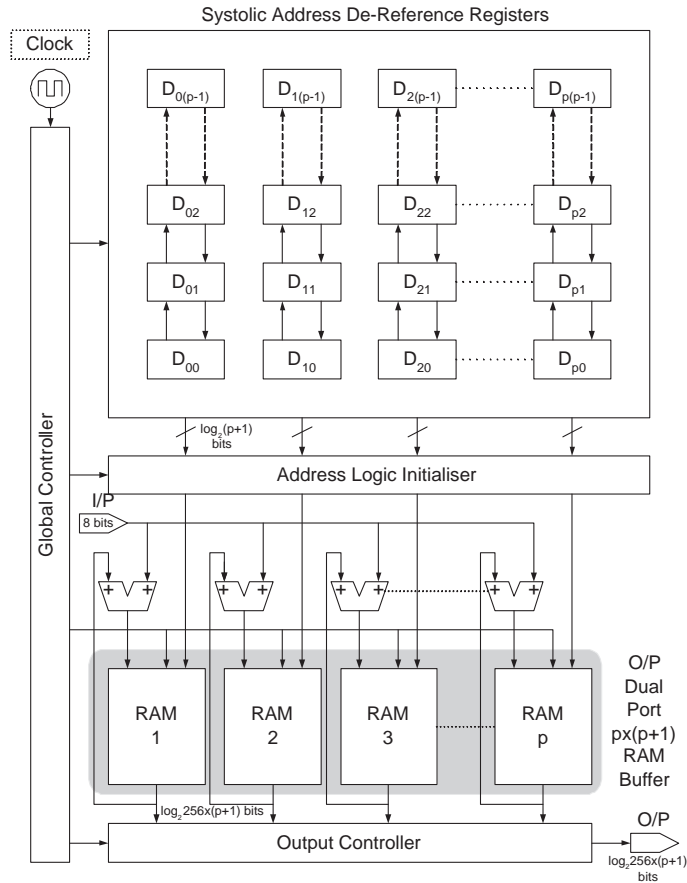 Systolic Address De-Reference Registers
Clock
D0(p-1) D1(p-1) D2(p-1) Dp(p-1)
D02 D12 D22 Dp2
D01 D11 D21 Dp1
D00 D10 D20 Dp0
log2(p+1)
bits
Address Logic Initialiser
Global Controller
I/P
8 bits
+ + + + + + + +
RAM
1
RAM
2
RAM
3
RAM
p
O/P
Dual
Port
px(p+1)
RAM
Buffer
log2256x(p+1) bits
Output Controller
O/P
log2256x(p+1)
bits